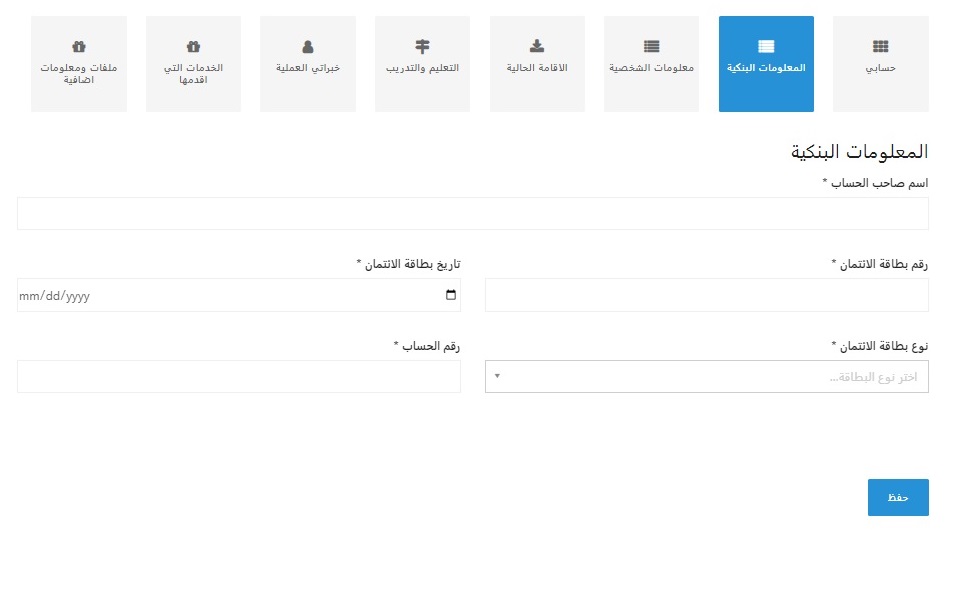 حسابي
المعلومات البنكية
معلومات الشخصية
الاقامة الحالية
التعليم والتدريب
خبراتي العملية
الخدمات التي
اقدمها
ملفات ومعلومات
اضافية
المعلومات البنكية
اسم صاحب الحساب *
رقم بطاقة الائتمان *
تاريخ بطاقة الائتمان *
mm/dd/yyyy
نوع بطاقة الائتمان *
رقم الحساب *
اختر نوع البطاقة...
حفظ